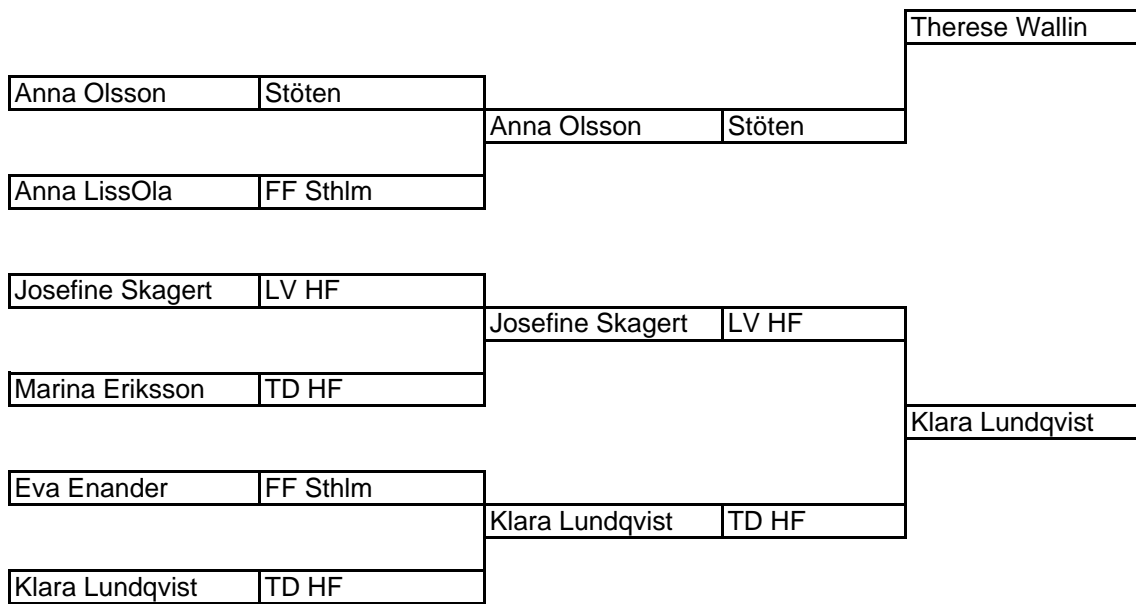 Therese Wallin
Anna Olsson Stöten
Anna Olsson Stöten
Anna LissOla FF Sthlm
Josefine Skagert LV HF
Josefine Skagert LV HF
Marina Eriksson TD HF
Klara Lundqvist
Eva Enander FF Sthlm
Klara Lundqvist TD HF
Klara Lundqvist TD HF